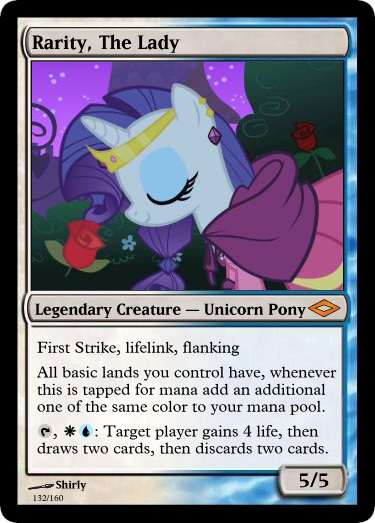 Rarity, The Lady
Legendary Creature — Unicorn Pony
First Strike, lifelink, flanking
All basic lands you control have, whenever
this is tapped for mana add an additional
one of the same color to your mana pool.
, : Target player gains 4 life, then
draws two cards, then discards two cards.
5/5
Shirly
132/160